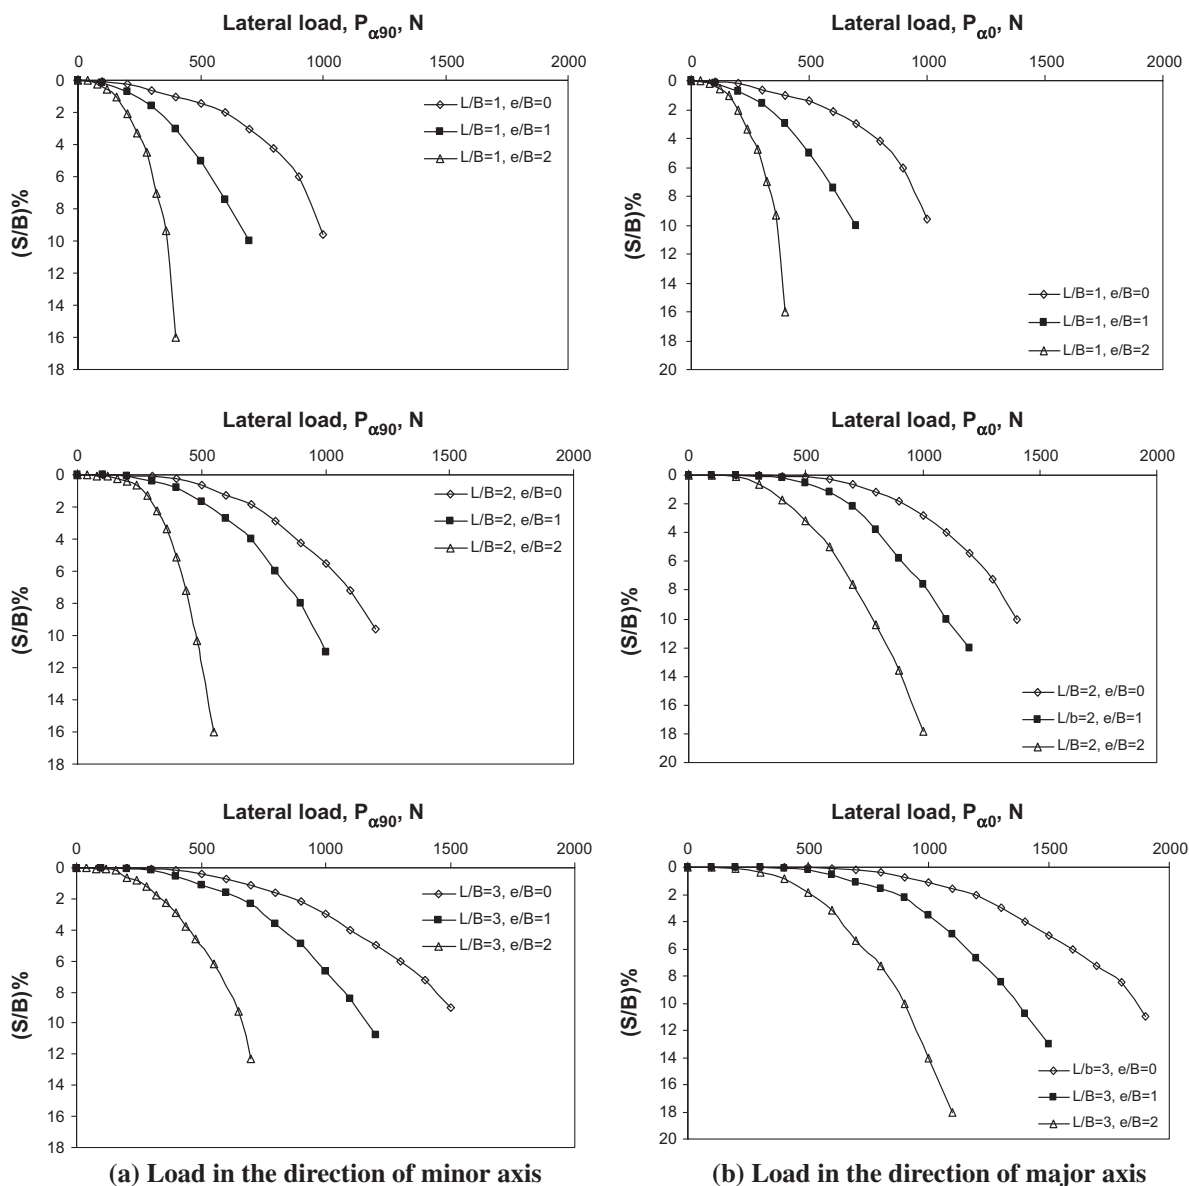 Lateral load, Pα90, N
0 500 1000 1500 2000
0
2
4
6
8
10
12
14
16
18
(S/B)%
L/B=1, e/B=0
L/B=1, e/B=1
L/B=1, e/B=2
Lateral load, Pα0, N
0 500 1000 1500 2000
0
2
4
6
8
10
12
14
16
18
20
(S/B)%
L/B=1, e/B=0
L/B=1, e/B=1
L/B=1, e/B=2
Lateral load, Pα90, N
0 500 1000 1500 2000
0
2
4
6
8
10
12
14
16
18
(S/B)%
L/B=2, e/B=0
L/B=2, e/B=1
L/B=2, e/B=2
Lateral load, Pα0, N
0 500 1000 1500 2000
0
2
4
6
8
10
12
14
16
18
20
(S/B)%
L/B=2, e/B=0
L/b=2, e/B=1
L/B=2, e/B=2
Lateral load, Pα90, N
0 500 1000 1500 2000
0
2
4
6
8
10
12
14
16
18
(S/B)%
L/B=3, e/B=0
L/B=3, e/B=1
L/B=3, e/B=2
Lateral load, Pα0, N
0 500 1000 1500 2000
0
2
4
6
8
10
12
14
16
18
20
(S/B)%
L/b=3, e/B=0
L/B=3, e/B=1
L/B=3, e/B=2
(a) Load in the direction of minor axis
(b) Load in the direction of major axis